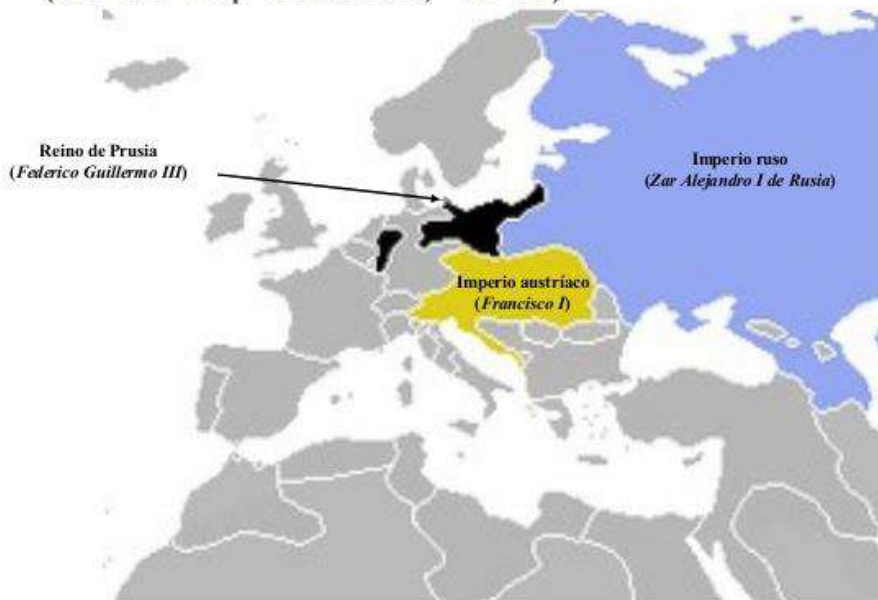 Reino de Prusia
(Federico Guillermo III)
Imperio ruso
(Zar Alejandro I de Rusia)
Imperio austríaco
(Francisco I)